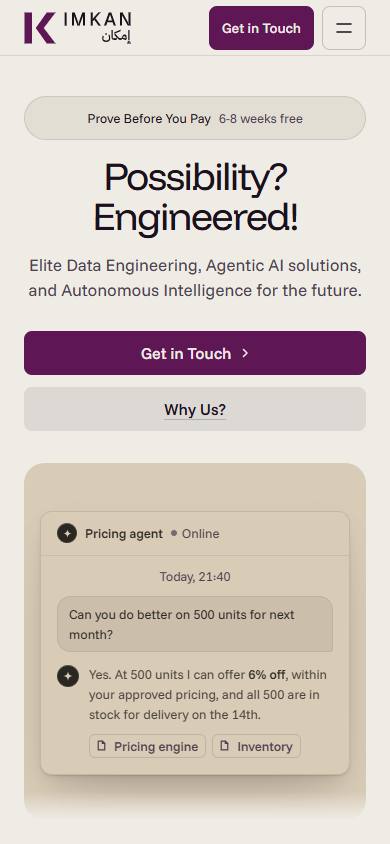 IMKAN
إمكان
Get in Touch
Prove Before You Pay 6-8 weeks free
Possibility?
Engineered!
Elite Data Engineering, Agentic AI solutions,
and Autonomous Intelligence for the future.
Get in Touch
Why Us?
Pricing agent Online
Today, 21:40
Can you do better on 500 units for next
month?
Yes. At 500 units I can offer 6% off, within
your approved pricing, and all 500 are in
stock for delivery on the 14th.
Pricing engine Inventory